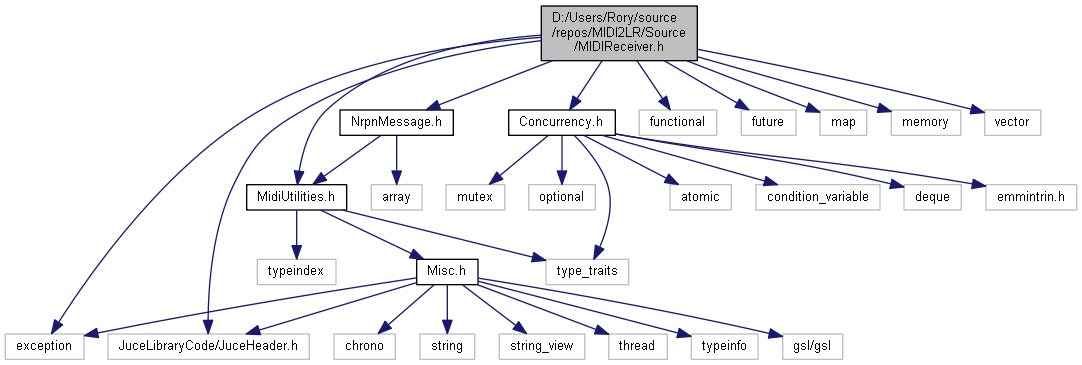 D:/Users/Rory/source
/repos/MIDI2LR/Source
/MIDIReceiver.h
NrpnMessage.h
Concurrency.h
functional
future
map
memory
vector
MidiUtilities.h
array
mutex
optional
atomic
condition_variable
deque
emmintrin.h
typeindex
Misc.h
type_traits
exception
JuceLibraryCode/JuceHeader.h
chrono
string
string_view
thread
typeinfo
gsl/gsl